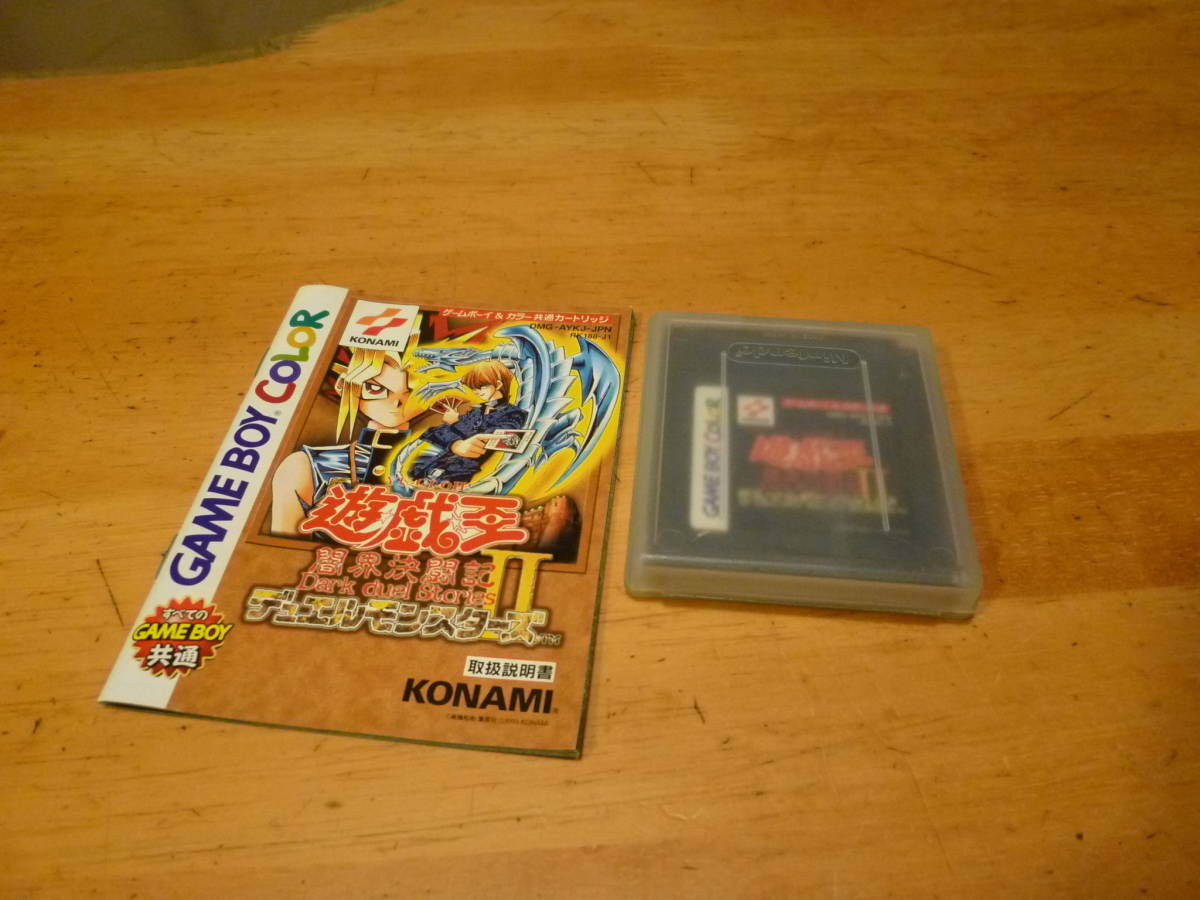 GAME BOY COLOR
KONAMI
ゲームボーイ & カラー共通カートリッジ
DMG-AYKJ-JPN
RK188-J1
遊戯王
闇界決闘記
Dark duel Stories
II
デュエルモンスターズ
すべての
GAME BOY
共通
取扱説明書
KONAMI
Nintendo
GAME BOY COLOR